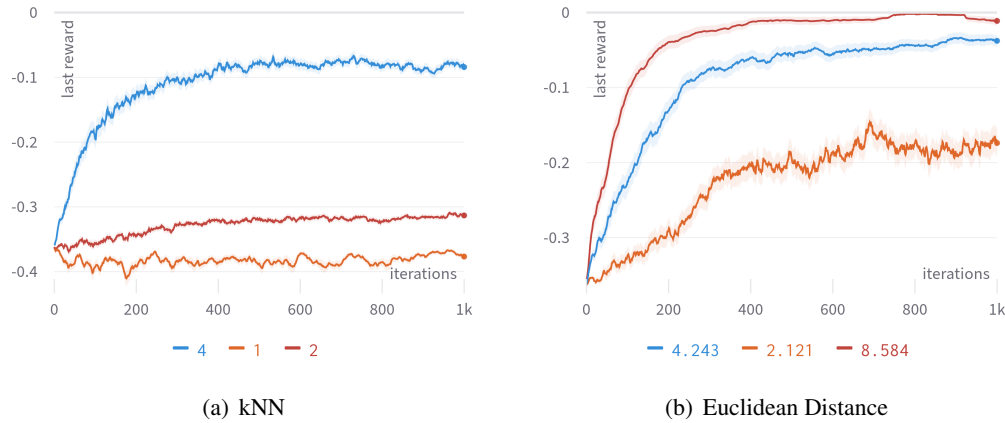 0
-0.1
-0.2
-0.3
-0.4
last reward
iterations
0 200 400 600 800 1k
4 1 2
(a) kNN
0
-0.1
-0.2
-0.3
last reward
iterations
0 200 400 600 800 1k
4.243 2.121 8.584
(b) Euclidean Distance